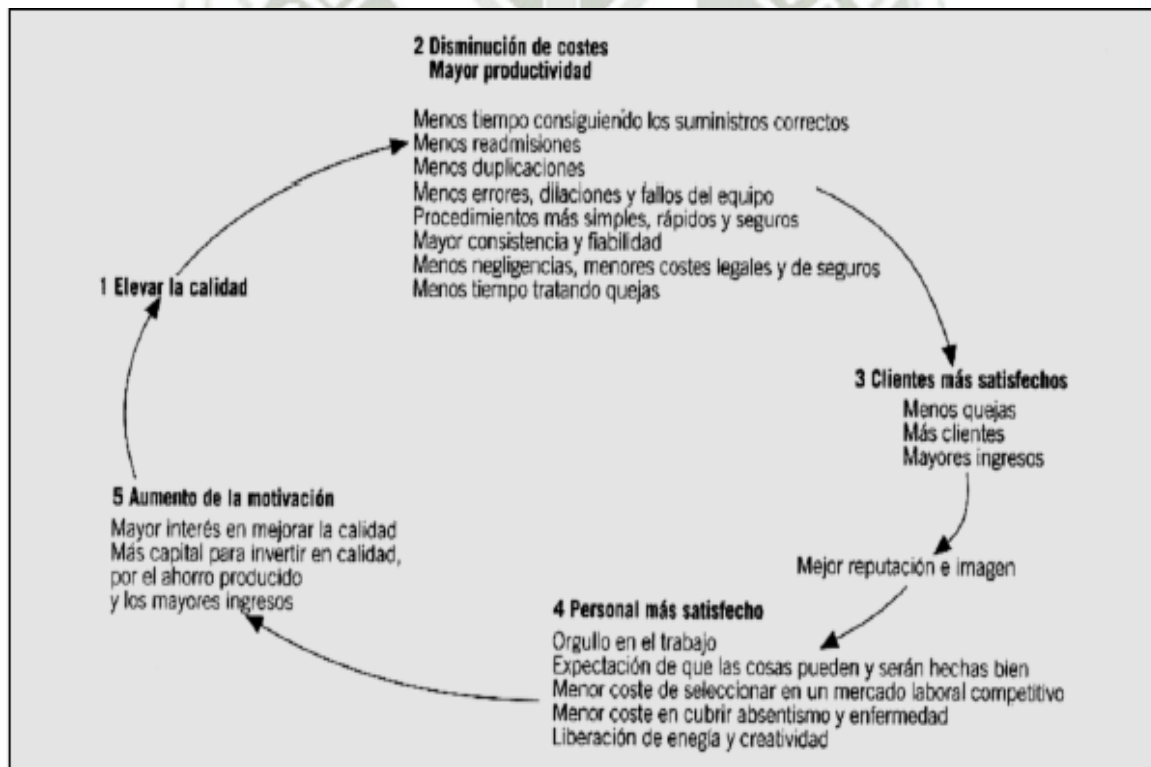 2 Disminución de costes
Mayor productividad
Menos tiempo consiguiendo los suministros correctos
Menos readmisiones
Menos duplicaciones
Menos errores, dilaciones y fallos del equipo
Procedimientos más simples, rápidos y seguros
Mayor consistencia y fiabilidad
Menos negligencias, menores costes legales y de seguros
Menos tiempo tratando quejas
1 Elevar la calidad
3 Clientes más satisfechos
Menos quejas
Más clientes
Mayores ingresos
Mejor reputación e imagen
4 Personal más satisfecho
Orgullo en el trabajo
Expectación de que las cosas pueden y serán hechas bien
Menor coste de seleccionar en un mercado laboral competitivo
Menor coste en cubrir absentismo y enfermedad
Liberación de enegía y creatividad
5 Aumento de la motivación
Mayor interés en mejorar la calidad
Más capital para invertir en calidad,
por el ahorro producido
y los mayores ingresos